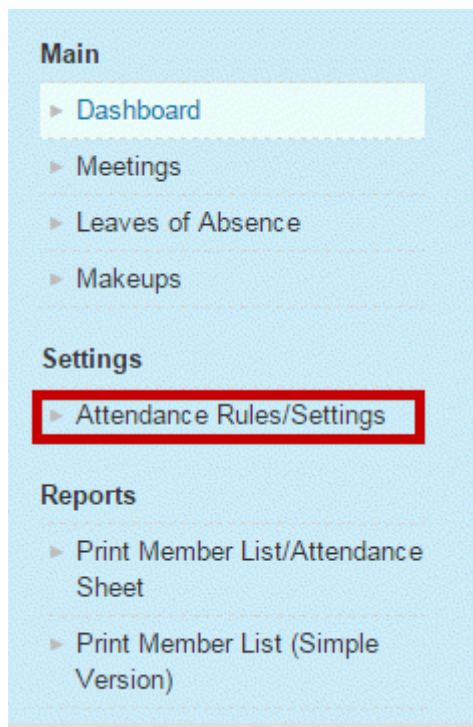 Main
Dashboard
Meetings
Leaves of Absence
Makeups
Settings
Attendance Rules/Settings
Reports
Print Member List/Attendance
Sheet
Print Member List (Simple
Version)